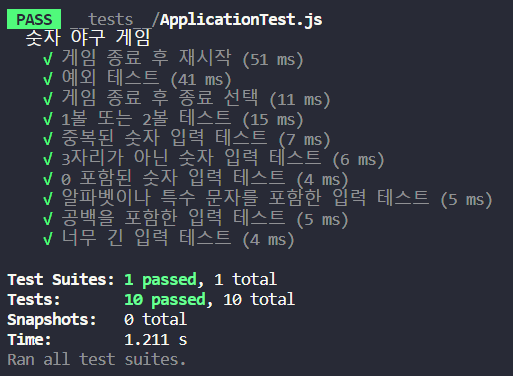 PASS __tests__/ApplicationTest.js
숫자 야구 게임
√ 게임 종료 후 재시작 (51 ms)
√ 예외 테스트 (41 ms)
√ 게임 종료 후 종료 선택 (11 ms)
√ 1볼 또는 2볼 테스트 (15 ms)
√ 중복된 숫자 입력 테스트 (7 ms)
√ 3자리가 아닌 숫자 입력 테스트 (6 ms)
√ 0 포함된 숫자 입력 테스트 (4 ms)
√ 알파벳이나 특수 문자를 포함한 입력 테스트 (5 ms)
√ 공백을 포함한 입력 테스트 (5 ms)
√ 너무 긴 입력 테스트 (4 ms)
Test Suites: 1 passed, 1 total
Tests: 10 passed, 10 total
Snapshots: 0 total
Time: 1.211 s
Ran all test suites.